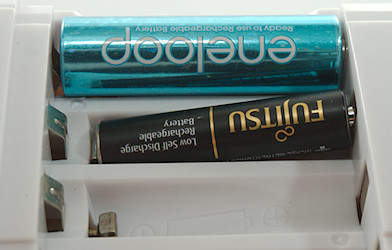 Ready to use Rechargeable Battery
eneloop
FUJITSU
Low Self Discharge
Rechargeable
Battery